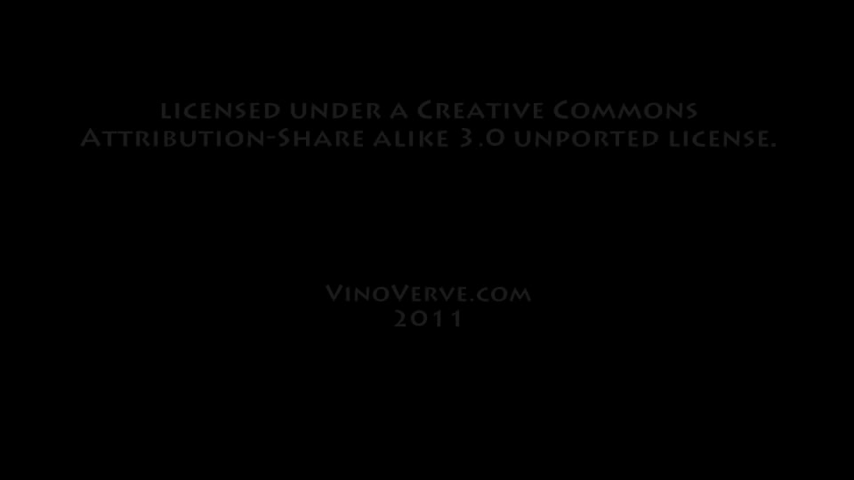 licensed under a Creative Commons
Attribution-Share alike 3.0 unported license.
VinoVerve.com
2011